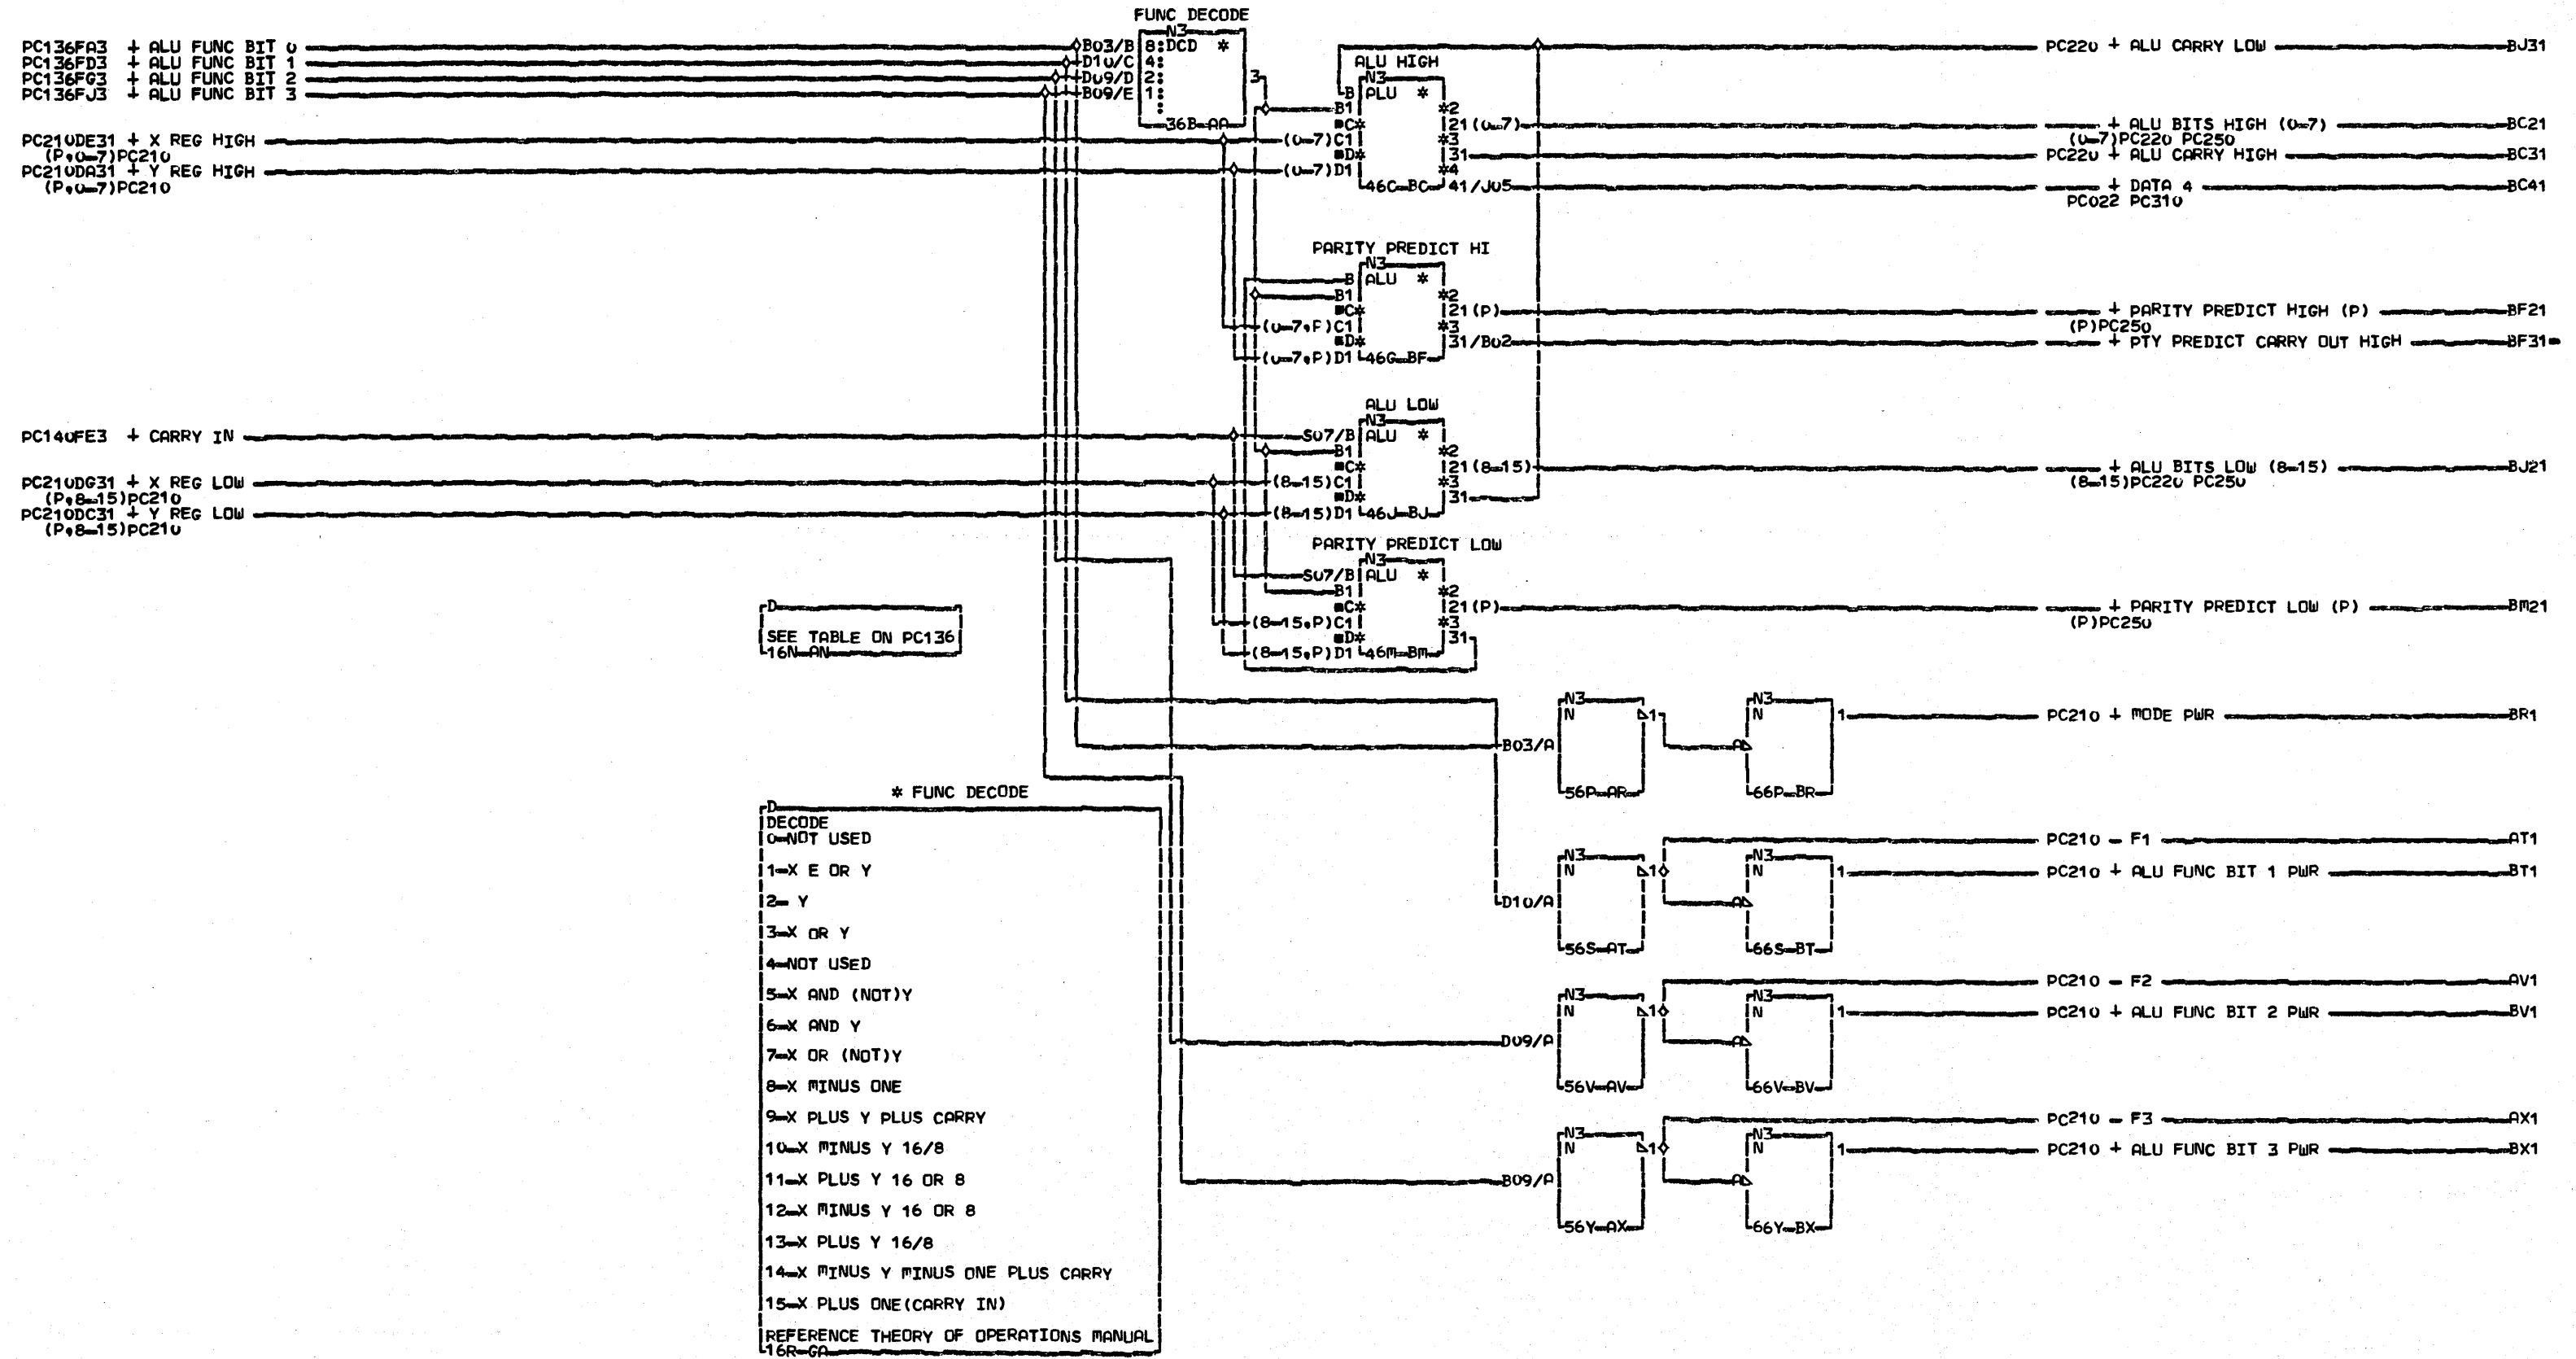 FUNC DECODE
N3
PC136FA3 + ALU FUNC BIT 0
B03/B 8:DCD *
PC136FD3 + ALU FUNC BIT 1
D10/C 4:
PC136FG3 + ALU FUNC BIT 2
D09/D 2:
3
PC136FJ3 + ALU FUNC BIT 3
B09/E 1:
36B AA
PC220 + ALU CARRY LOW
BJ31
ALU HIGH
N3
B PLU *
B1 *2
■C* 21(0-7)
+ ALU BITS HIGH (0-7)
BC21
(0-7)PC220 PC250
PC210DE31 + X REG HIGH
(P,0-7)PC210
(0-7)C1 *3
■D* 31
PC220 + ALU CARRY HIGH
BC31
PC210DA31 + Y REG HIGH
(P,0-7)PC210
(0-7)D1 *4
46C BC 41/J05
+ DATA 4
BC41
PC022 PC310
PARITY PREDICT HI
N3
B ALU *
B1 *2
■C* 21(P)
+ PARITY PREDICT HIGH (P)
BF21
(P)PC250
(0-7,P)C1 *3
■D* 31/B02
+ PTY PREDICT CARRY OUT HIGH
BF31
(0-7,P)D1 46G BF
ALU LOW
N3
PC140FE3 + CARRY IN
S07/B ALU *
B1 *2
■C* 21(8-15)
+ ALU BITS LOW (8-15)
BJ21
(8-15)PC220 PC250
PC210DG31 + X REG LOW
(P,8-15)PC210
(8-15)C1 *3
■D* 31
PC210DC31 + Y REG LOW
(P,8-15)PC210
(8-15)D1 46J BJ
PARITY PREDICT LOW
N3
S07/B ALU *
B1 *2
■C* 21(P)
+ PARITY PREDICT LOW (P)
BM21
(P)PC250
(8-15,P)C1 *3
■D* 31
(8-15,P)D1 46M BM
D
SEE TABLE ON PC136
16N AN
N3
N 1
B03/A
56P AR
N3
N 1
A
66P BR
PC210 + MODE PWR
BR1
PC210 - F1
AT1
N3
N 1
D10/A
56S AT
N3
N 1
A
66S BT
PC210 + ALU FUNC BIT 1 PWR
BT1
PC210 - F2
AV1
N3
N 1
D09/A
56V AV
N3
N 1
A
66V BV
PC210 + ALU FUNC BIT 2 PWR
BV1
PC210 - F3
AX1
N3
N 1
B09/A
56Y AX
N3
N 1
A
66Y BX
PC210 + ALU FUNC BIT 3 PWR
BX1
* FUNC DECODE
D
DECODE
0-NOT USED
1-X E OR Y
2- Y
3-X OR Y
4-NOT USED
5-X AND (NOT)Y
6-X AND Y
7-X OR (NOT)Y
8-X MINUS ONE
9-X PLUS Y PLUS CARRY
10-X MINUS Y 16/8
11-X PLUS Y 16 OR 8
12-X MINUS Y 16 OR 8
13-X PLUS Y 16/8
14-X MINUS Y MINUS ONE PLUS CARRY
15-X PLUS ONE(CARRY IN)
REFERENCE THEORY OF OPERATIONS MANUAL
16R GA